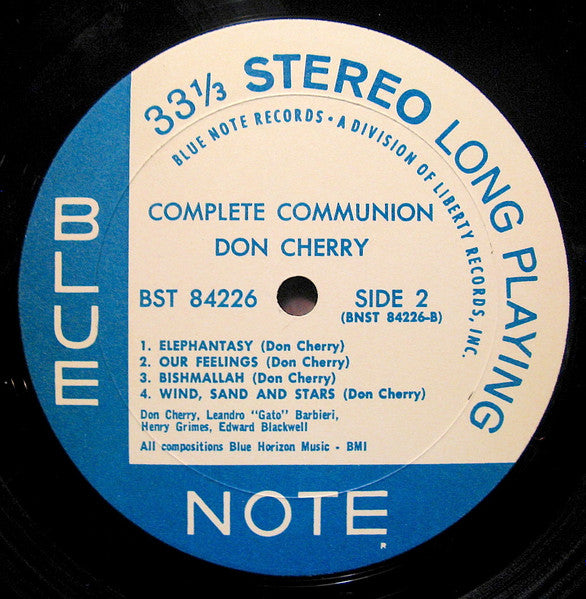 33⅓ STEREO LONG PLAYING
BLUE NOTE RECORDS • A DIVISION OF LIBERTY RECORDS, INC.
COMPLETE COMMUNION
DON CHERRY
BST 84226 SIDE 2
(BNST 84226-B)
1. ELEPHANTASY (Don Cherry)
2. OUR FEELINGS (Don Cherry)
3. BISHMALLAH (Don Cherry)
4. WIND, SAND AND STARS (Don Cherry)
Don Cherry, Leandro "Gato" Barbieri,
Henry Grimes, Edward Blackwell
All compositions Blue Horizon Music - BMI
BLUE
NOTE
R